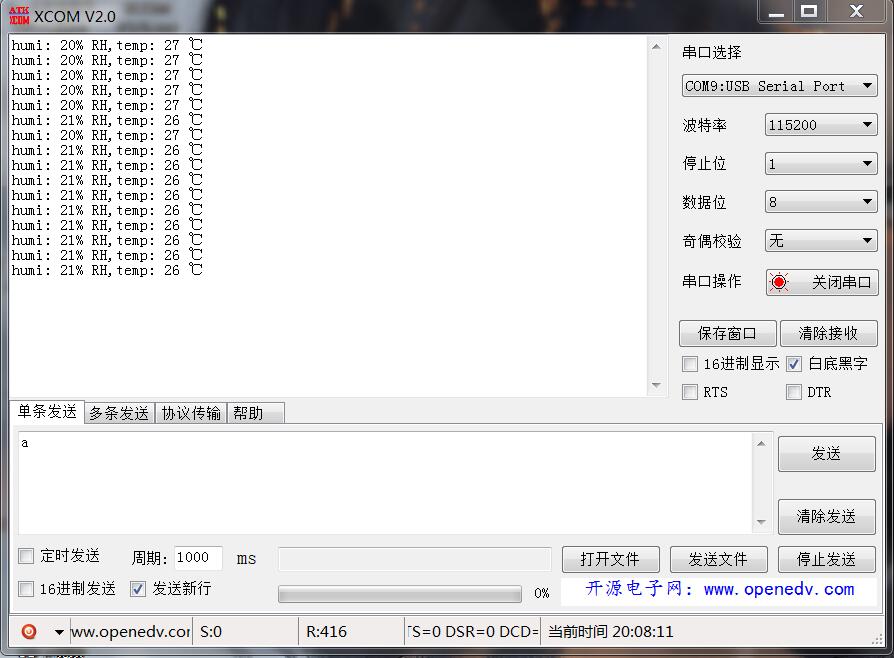 ATK
XCOM
XCOM V2.0
humi: 20% RH,temp: 27 ℃
humi: 20% RH,temp: 27 ℃
humi: 20% RH,temp: 27 ℃
humi: 20% RH,temp: 27 ℃
humi: 20% RH,temp: 27 ℃
humi: 21% RH,temp: 26 ℃
humi: 20% RH,temp: 27 ℃
humi: 21% RH,temp: 26 ℃
humi: 21% RH,temp: 26 ℃
humi: 21% RH,temp: 26 ℃
humi: 21% RH,temp: 26 ℃
humi: 21% RH,temp: 26 ℃
humi: 21% RH,temp: 26 ℃
humi: 21% RH,temp: 26 ℃
humi: 21% RH,temp: 26 ℃
humi: 21% RH,temp: 26 ℃
串口选择
COM9:USB Serial Port
波特率 115200
停止位 1
数据位 8
奇偶校验 无
串口操作 关闭串口
保存窗口 清除接收
16进制显示 白底黑字
RTS DTR
单条发送 多条发送 协议传输 帮助
a
发送
清除发送
定时发送 周期: 1000 ms 打开文件 发送文件 停止发送
16进制发送 发送新行 0% 开源电子网：www.openedv.com
ww.openedv.cor S:0 R:416 TS=0 DSR=0 DCD= 当前时间 20:08:11